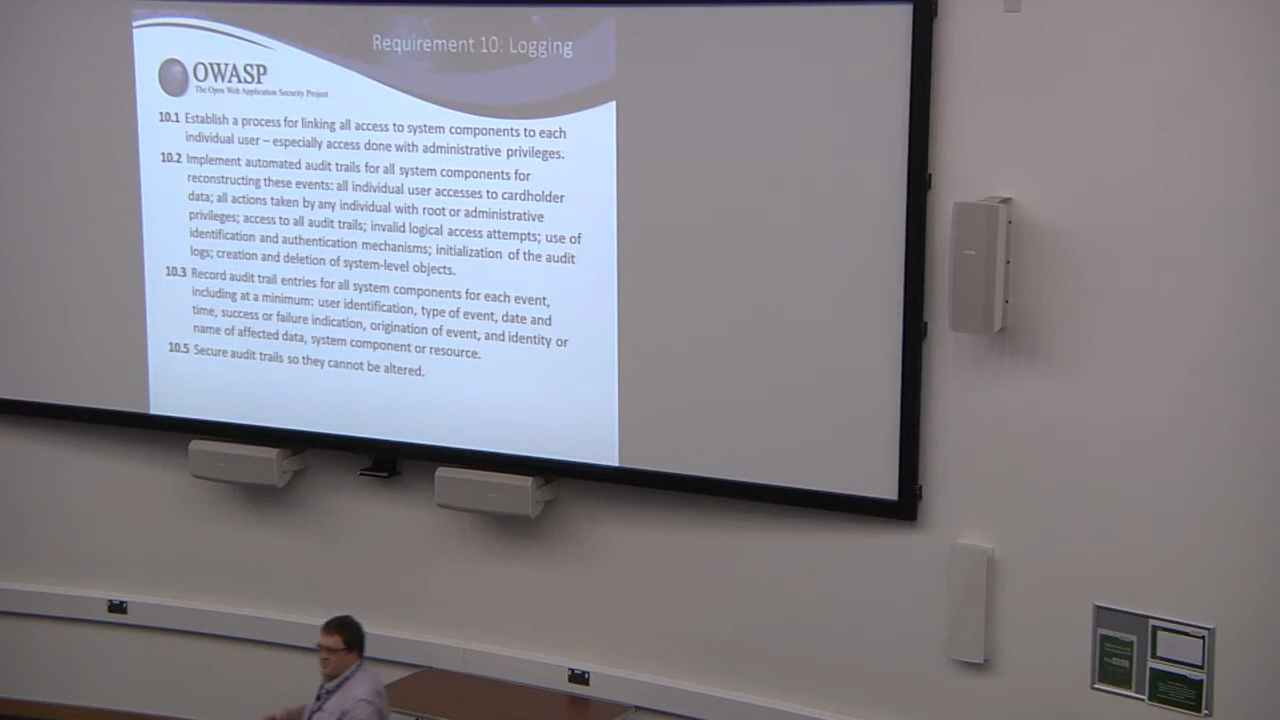 Requirement 10: Logging
OWASP
The Open Web Application Security Project
10.1 Establish a process for linking all access to system components to each
individual user – especially access done with administrative privileges.
10.2 Implement automated audit trails for all system components for
reconstructing these events: all individual user accesses to cardholder
data; all actions taken by any individual with root or administrative
privileges; access to all audit trails; invalid logical access attempts; use of
identification and authentication mechanisms; initialization of the audit
logs; creation and deletion of system-level objects.
10.3 Record audit trail entries for all system components for each event,
including at a minimum: user identification, type of event, date and
time, success or failure indication, origination of event, and identity or
name of affected data, system component or resource.
10.5 Secure audit trails so they cannot be altered.